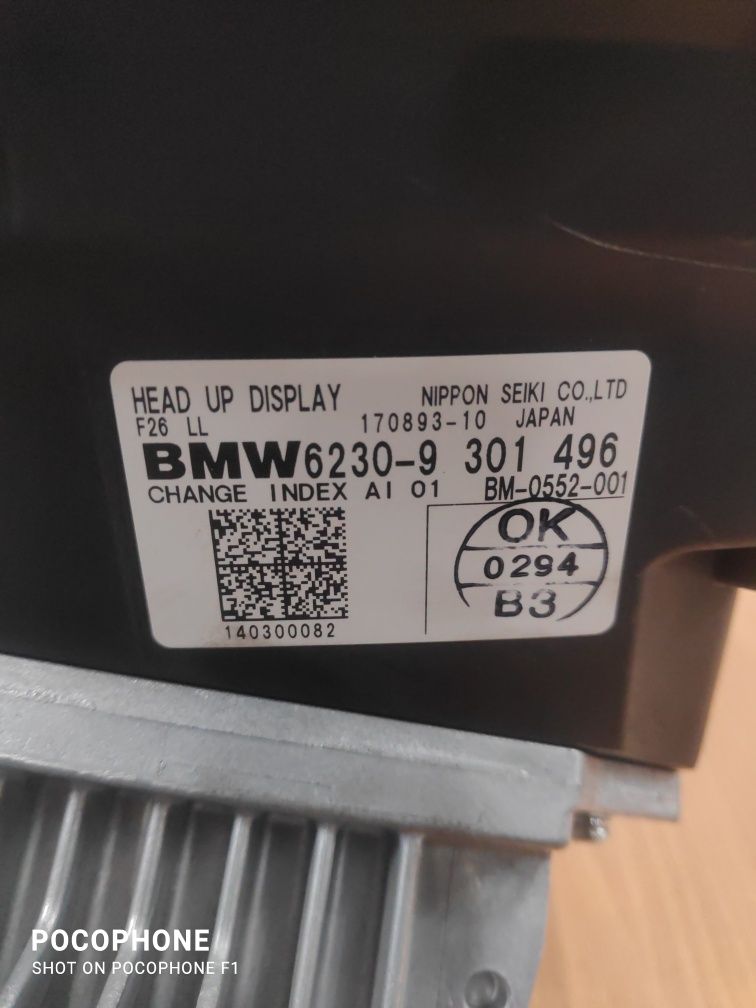 HEAD UP DISPLAY NIPPON SEIKI CO.,LTD
F26 LL 170893-10 JAPAN
BMW6230-9 301 496
CHANGE INDEX AI 01 BM-0552-001
OK
0294
B3
140300082
POCOPHONE
SHOT ON POCOPHONE F1